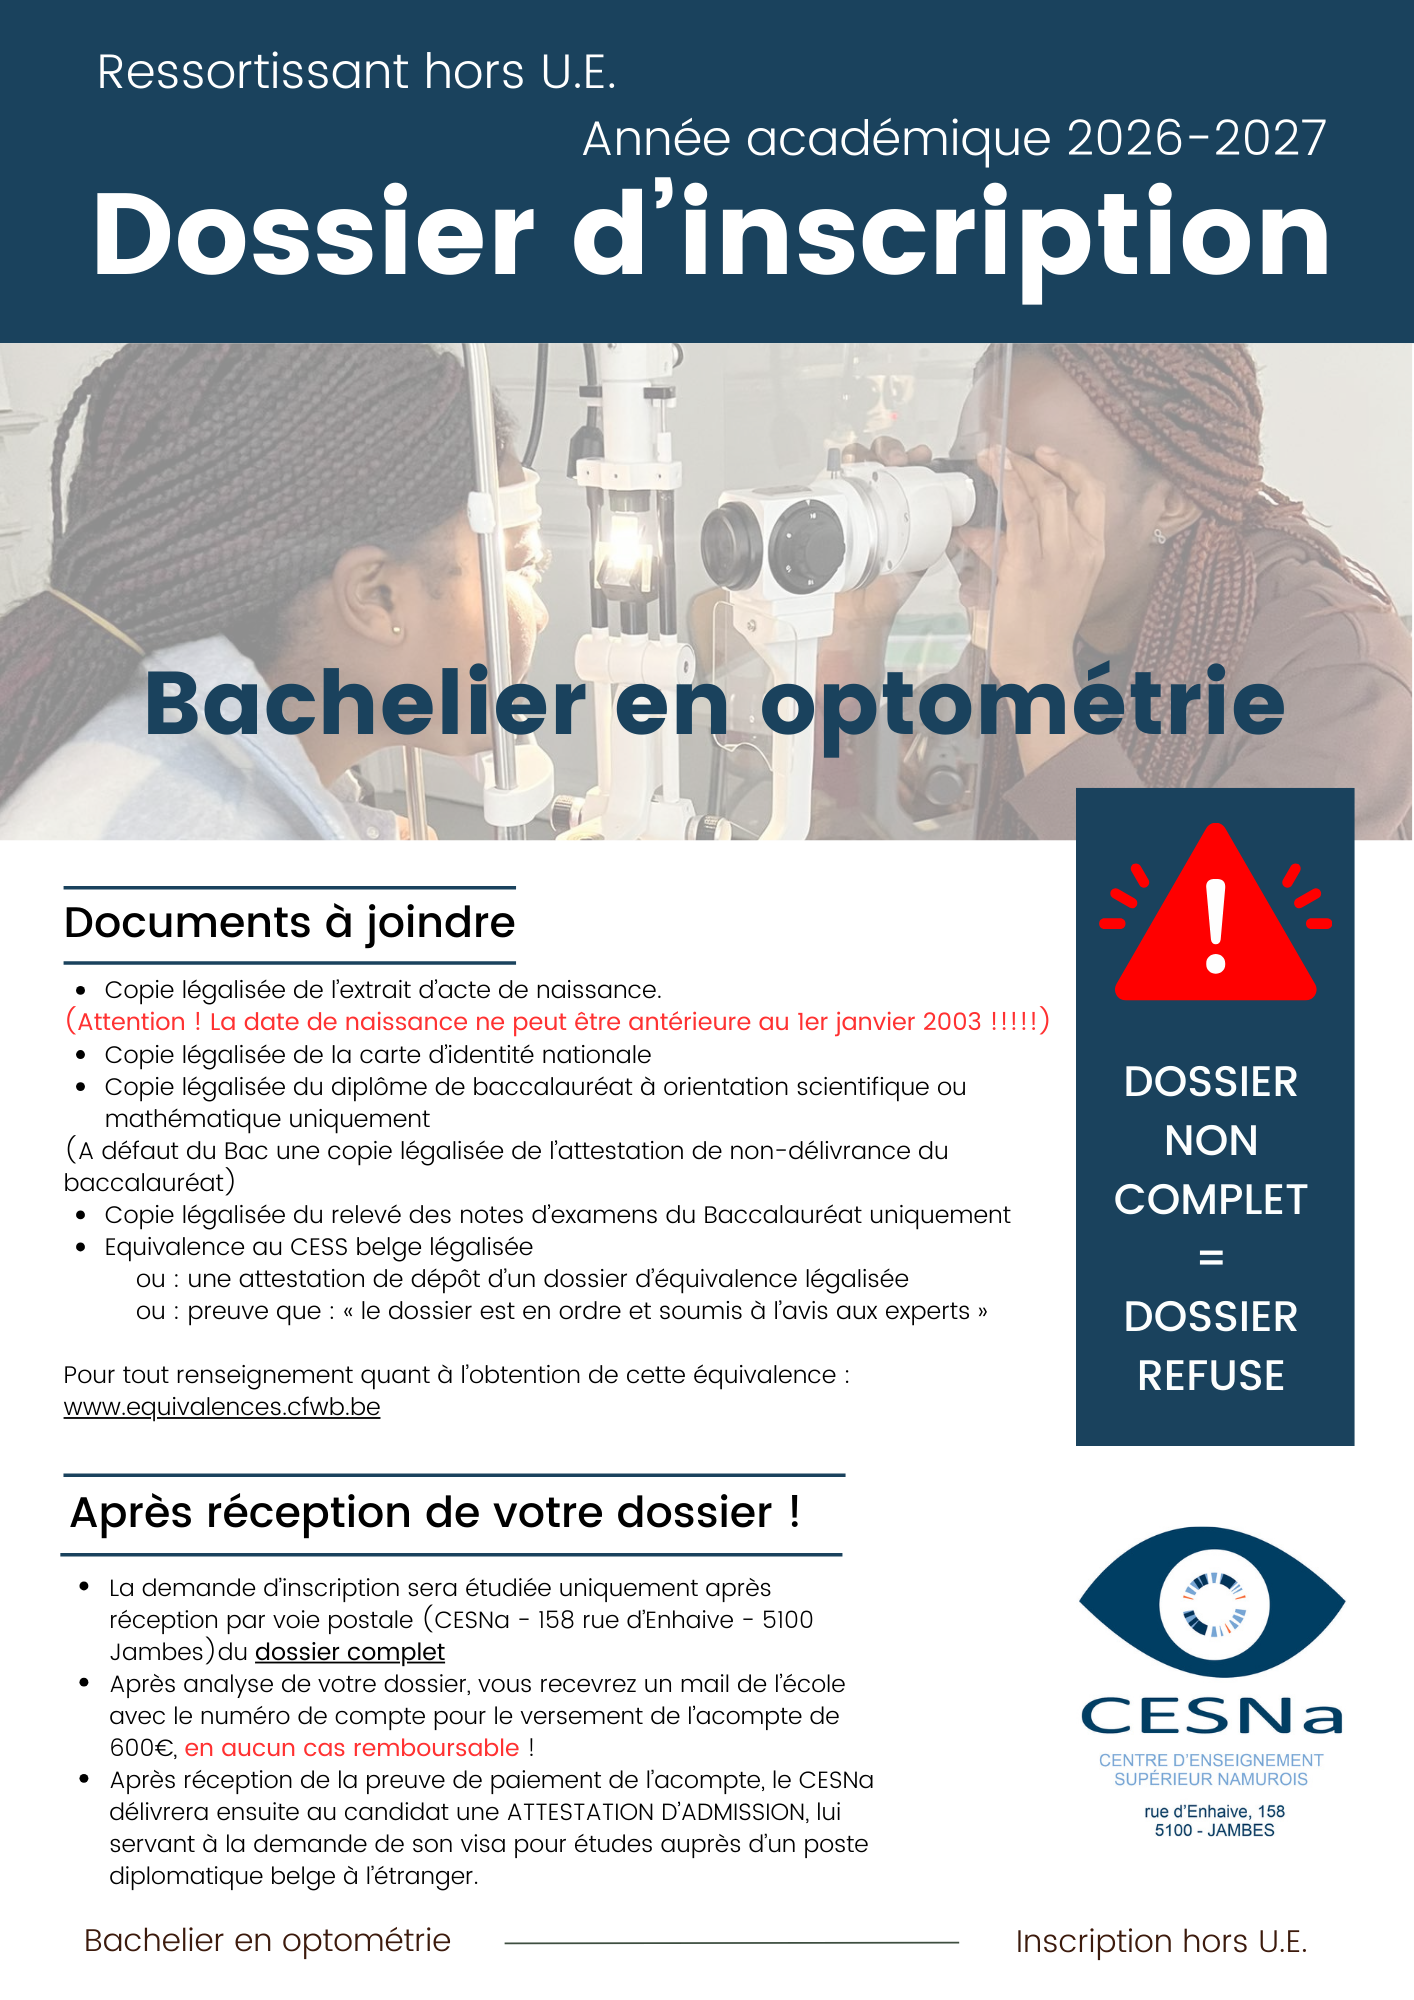 Ressortissant hors U.E.
Année académique 2026-2027
Dossier d’inscription
Bachelier en optométrie
Documents à joindre
• Copie légalisée de l’extrait d’acte de naissance.
(Attention ! La date de naissance ne peut être antérieure au 1er janvier 2003 !!!!!)
• Copie légalisée de la carte d’identité nationale
• Copie légalisée du diplôme de baccalauréat à orientation scientifique ou
mathématique uniquement
(A défaut du Bac une copie légalisée de l’attestation de non-délivrance du
baccalauréat)
• Copie légalisée du relevé des notes d’examens du Baccalauréat uniquement
• Equivalence au CESS belge légalisée
ou : une attestation de dépôt d’un dossier d’équivalence légalisée
ou : preuve que : « le dossier est en ordre et soumis à l’avis aux experts »
Pour tout renseignement quant à l’obtention de cette équivalence :
www.equivalences.cfwb.be
!
DOSSIER
NON
COMPLET
=
DOSSIER
REFUSE
Après réception de votre dossier !
• La demande d’inscription sera étudiée uniquement après
réception par voie postale (CESNa - 158 rue d’Enhaive - 5100
Jambes)du dossier complet
• Après analyse de votre dossier, vous recevrez un mail de l’école
avec le numéro de compte pour le versement de l’acompte de
600€, en aucun cas remboursable !
• Après réception de la preuve de paiement de l’acompte, le CESNa
délivrera ensuite au candidat une ATTESTATION D’ADMISSION, lui
servant à la demande de son visa pour études auprès d’un poste
diplomatique belge à l’étranger.
CESNa
CENTRE D’ENSEIGNEMENT
SUPÉRIEUR NAMUROIS
rue d’Enhaive, 158
5100 - JAMBES
Bachelier en optométrie
Inscription hors U.E.